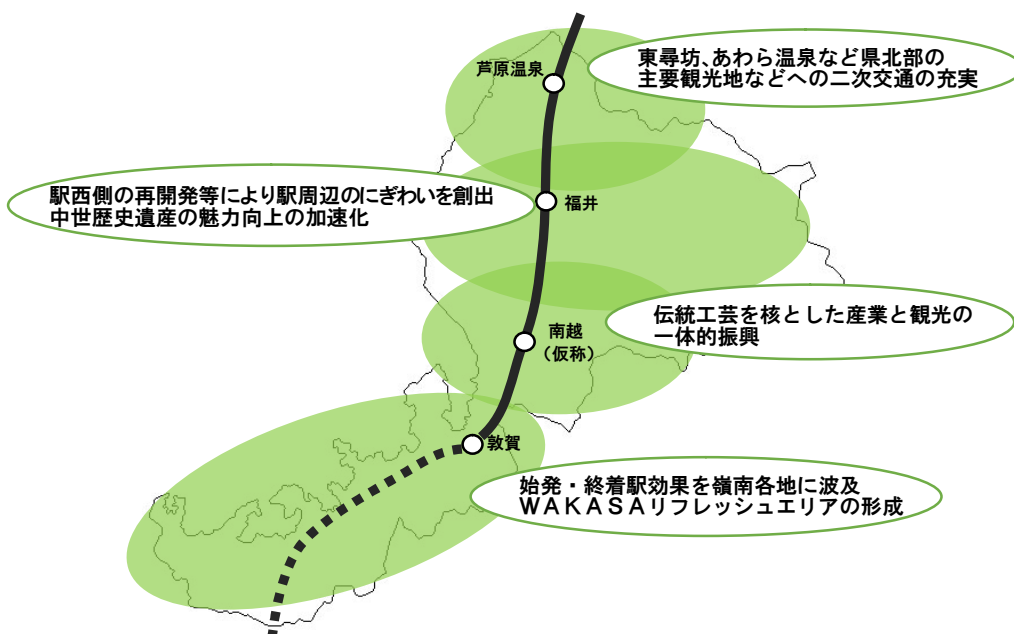 東尋坊、あわら温泉など県北部の
主要観光地などへの二次交通の充実
芦原温泉
駅西側の再開発等により駅周辺のにぎわいを創出
中世歴史遺産の魅力向上の加速化
福井
伝統工芸を核とした産業と観光の
一体的振興
南越
（仮称）
敦賀
始発・終着駅効果を嶺南各地に波及
ＷＡＫＡＳＡリフレッシュエリアの形成